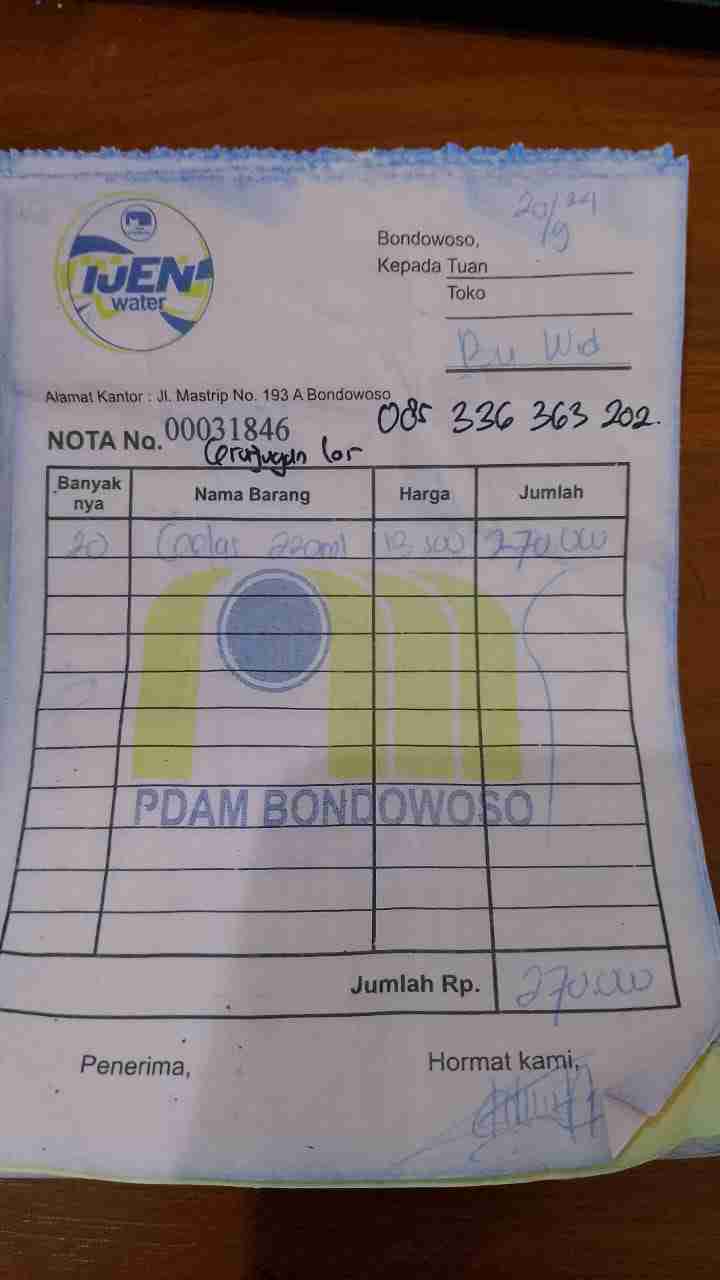 IJEN
water
Bondowoso, 20/9 24
Kepada Tuan
Toko
Bu Wid
Alamat Kantor : Jl. Mastrip No. 193 A Bondowoso
085 336 363 202.
NOTA No. 00031846
lor
Banyak nya Nama Barang Harga Jumlah
20 220ml 13,500 270.000
PDAM BONDOWOSO
Jumlah Rp. 270.000
Penerima, Hormat kami,